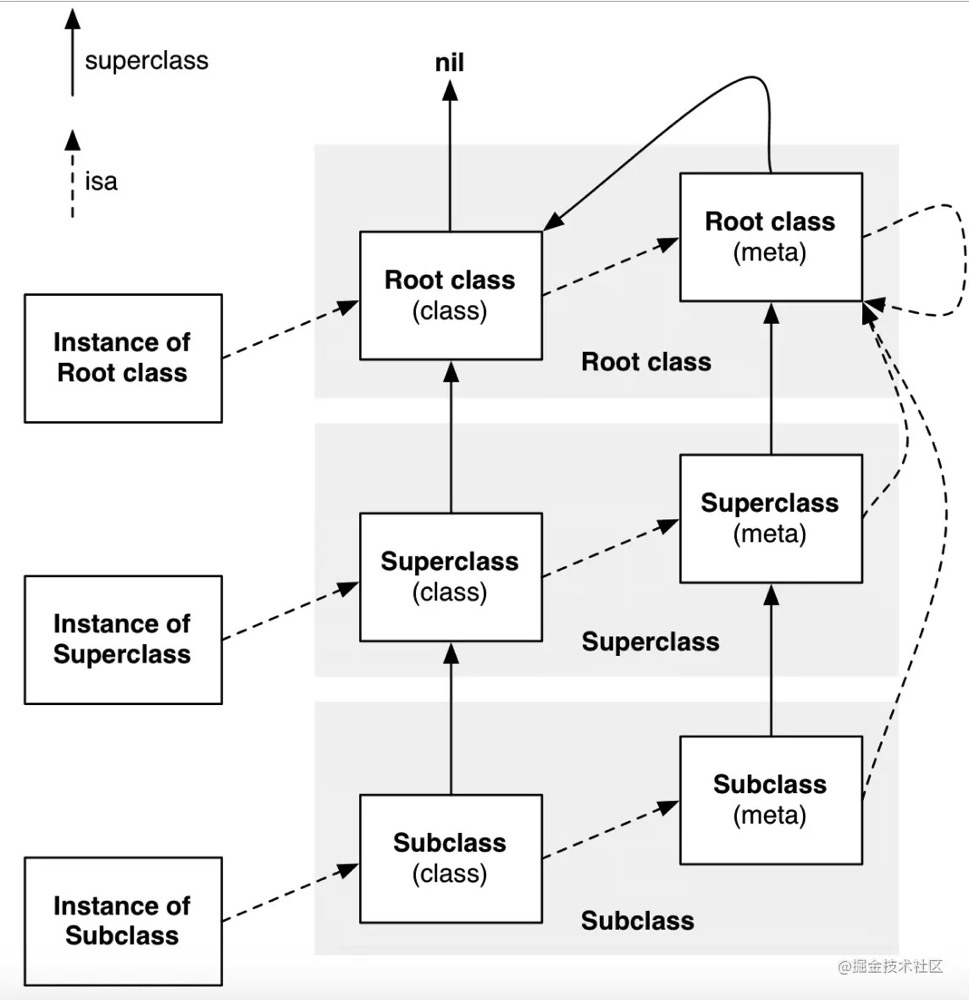 superclass
nil
isa
Root class
(meta)
Root class
(class)
Instance of
Root class
Root class
Superclass
(meta)
Superclass
(class)
Instance of
Superclass
Superclass
Subclass
(meta)
Subclass
(class)
Instance of
Subclass
Subclass
@掘金技术社区